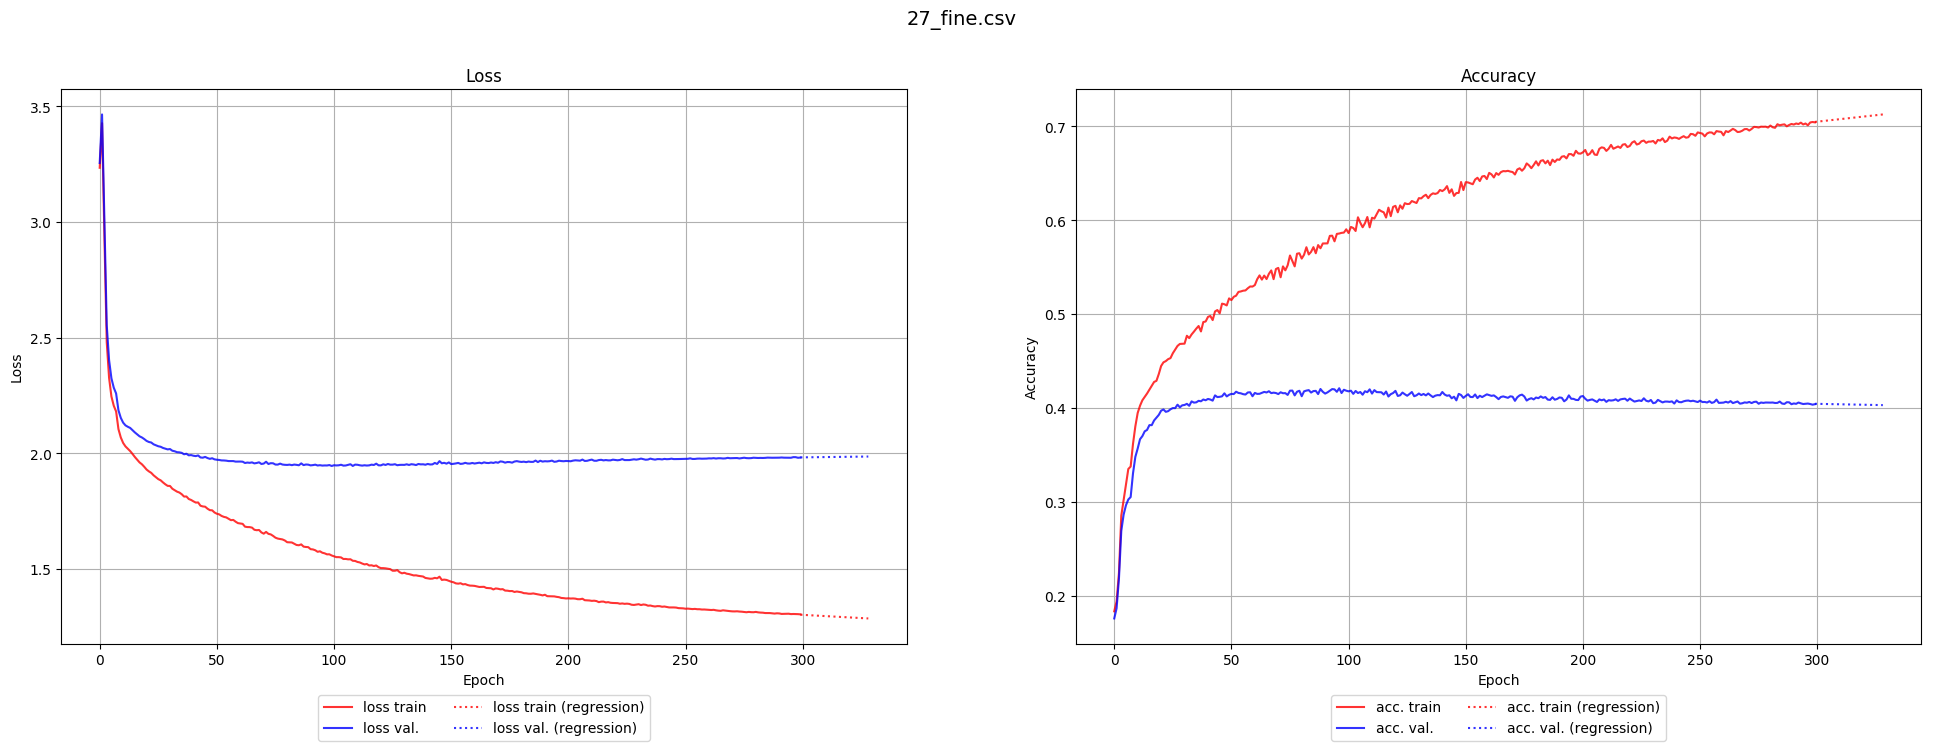 27_fine.csv
Loss
3.5
3.0
2.5
2.0
1.5
Loss
0 50 100 150 200 250 300
Epoch
loss train loss train (regression)
loss val. loss val. (regression)
Accuracy
0.7
0.6
0.5
0.4
0.3
0.2
Accuracy
0 50 100 150 200 250 300
Epoch
acc. train acc. train (regression)
acc. val. acc. val. (regression)